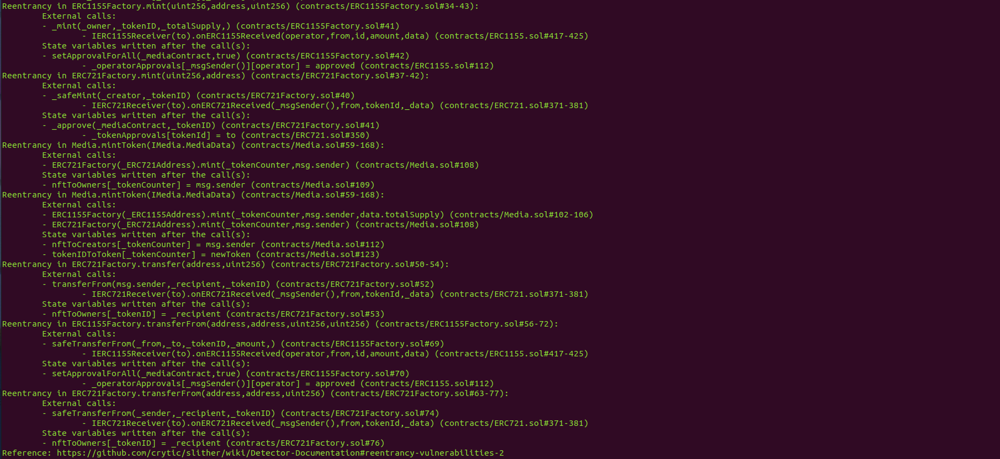 Reentrancy in ERC1155Factory.mint(uint256,address,uint256) (contracts/ERC1155Factory.sol#34-43):
External calls:
- _mint(_owner,_tokenID,_totalSupply,) (contracts/ERC1155Factory.sol#41)
- IERC1155Receiver(to).onERC1155Received(operator,from,id,amount,data) (contracts/ERC1155.sol#417-425)
State variables written after the call(s):
- setApprovalForAll(_mediaContract,true) (contracts/ERC1155Factory.sol#42)
- _operatorApprovals[_msgSender()][operator] = approved (contracts/ERC1155.sol#112)
Reentrancy in ERC721Factory.mint(uint256,address) (contracts/ERC721Factory.sol#37-42):
External calls:
- _safeMint(_creator,_tokenID) (contracts/ERC721Factory.sol#40)
- IERC721Receiver(to).onERC721Received(_msgSender(),from,tokenId,_data) (contracts/ERC721.sol#371-381)
State variables written after the call(s):
- _approve(_mediaContract,_tokenID) (contracts/ERC721Factory.sol#41)
- _tokenApprovals[tokenId] = to (contracts/ERC721.sol#350)
Reentrancy in Media.mintToken(IMedia.MediaData) (contracts/Media.sol#59-168):
External calls:
- ERC721Factory(_ERC721Address).mint(_tokenCounter,msg.sender) (contracts/Media.sol#108)
State variables written after the call(s):
- nftToOwners[_tokenCounter] = msg.sender (contracts/Media.sol#109)
Reentrancy in Media.mintToken(IMedia.MediaData) (contracts/Media.sol#59-168):
External calls:
- ERC1155Factory(_ERC1155Address).mint(_tokenCounter,msg.sender,data.totalSupply) (contracts/Media.sol#102-106)
- ERC721Factory(_ERC721Address).mint(_tokenCounter,msg.sender) (contracts/Media.sol#108)
State variables written after the call(s):
- nftToCreators[_tokenCounter] = msg.sender (contracts/Media.sol#112)
- tokenIDToToken[_tokenCounter] = newToken (contracts/Media.sol#123)
Reentrancy in ERC721Factory.transfer(address,uint256) (contracts/ERC721Factory.sol#50-54):
External calls:
- transferFrom(msg.sender,_recipient,_tokenID) (contracts/ERC721Factory.sol#52)
- IERC721Receiver(to).onERC721Received(_msgSender(),from,tokenId,_data) (contracts/ERC721.sol#371-381)
State variables written after the call(s):
- nftToOwners[_tokenID] = _recipient (contracts/ERC721Factory.sol#53)
Reentrancy in ERC1155Factory.transferFrom(address,address,uint256,uint256) (contracts/ERC1155Factory.sol#56-72):
External calls:
- safeTransferFrom(_from,_to,_tokenID,_amount,) (contracts/ERC1155Factory.sol#69)
- IERC1155Receiver(to).onERC1155Received(operator,from,id,amount,data) (contracts/ERC1155.sol#417-425)
State variables written after the call(s):
- setApprovalForAll(_mediaContract,true) (contracts/ERC1155Factory.sol#70)
- _operatorApprovals[_msgSender()][operator] = approved (contracts/ERC1155.sol#112)
Reentrancy in ERC721Factory.transferFrom(address,address,uint256) (contracts/ERC721Factory.sol#63-77):
External calls:
- safeTransferFrom(_sender,_recipient,_tokenID) (contracts/ERC721Factory.sol#74)
- IERC721Receiver(to).onERC721Received(_msgSender(),from,tokenId,_data) (contracts/ERC721.sol#371-381)
State variables written after the call(s):
- nftToOwners[_tokenID] = _recipient (contracts/ERC721Factory.sol#76)
Reference: https://github.com/crytic/slither/wiki/Detector-Documentation#reentrancy-vulnerabilities-2